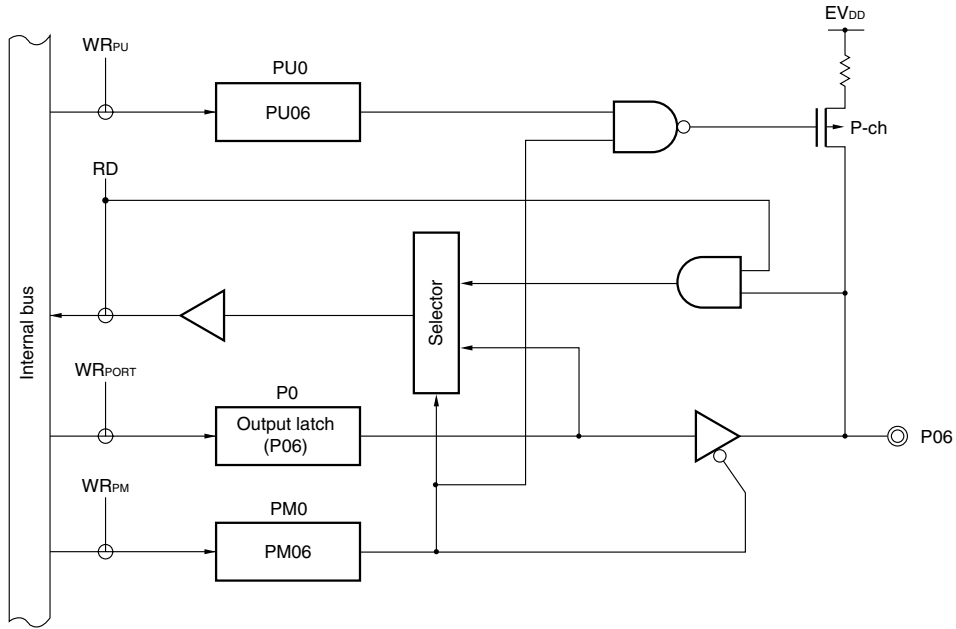 EVDD
WRPU
PU0
PU06
P-ch
RD
Selector
Internal bus
WRPORT
P0
Output latch
(P06)
P06
WRPM
PM0
PM06